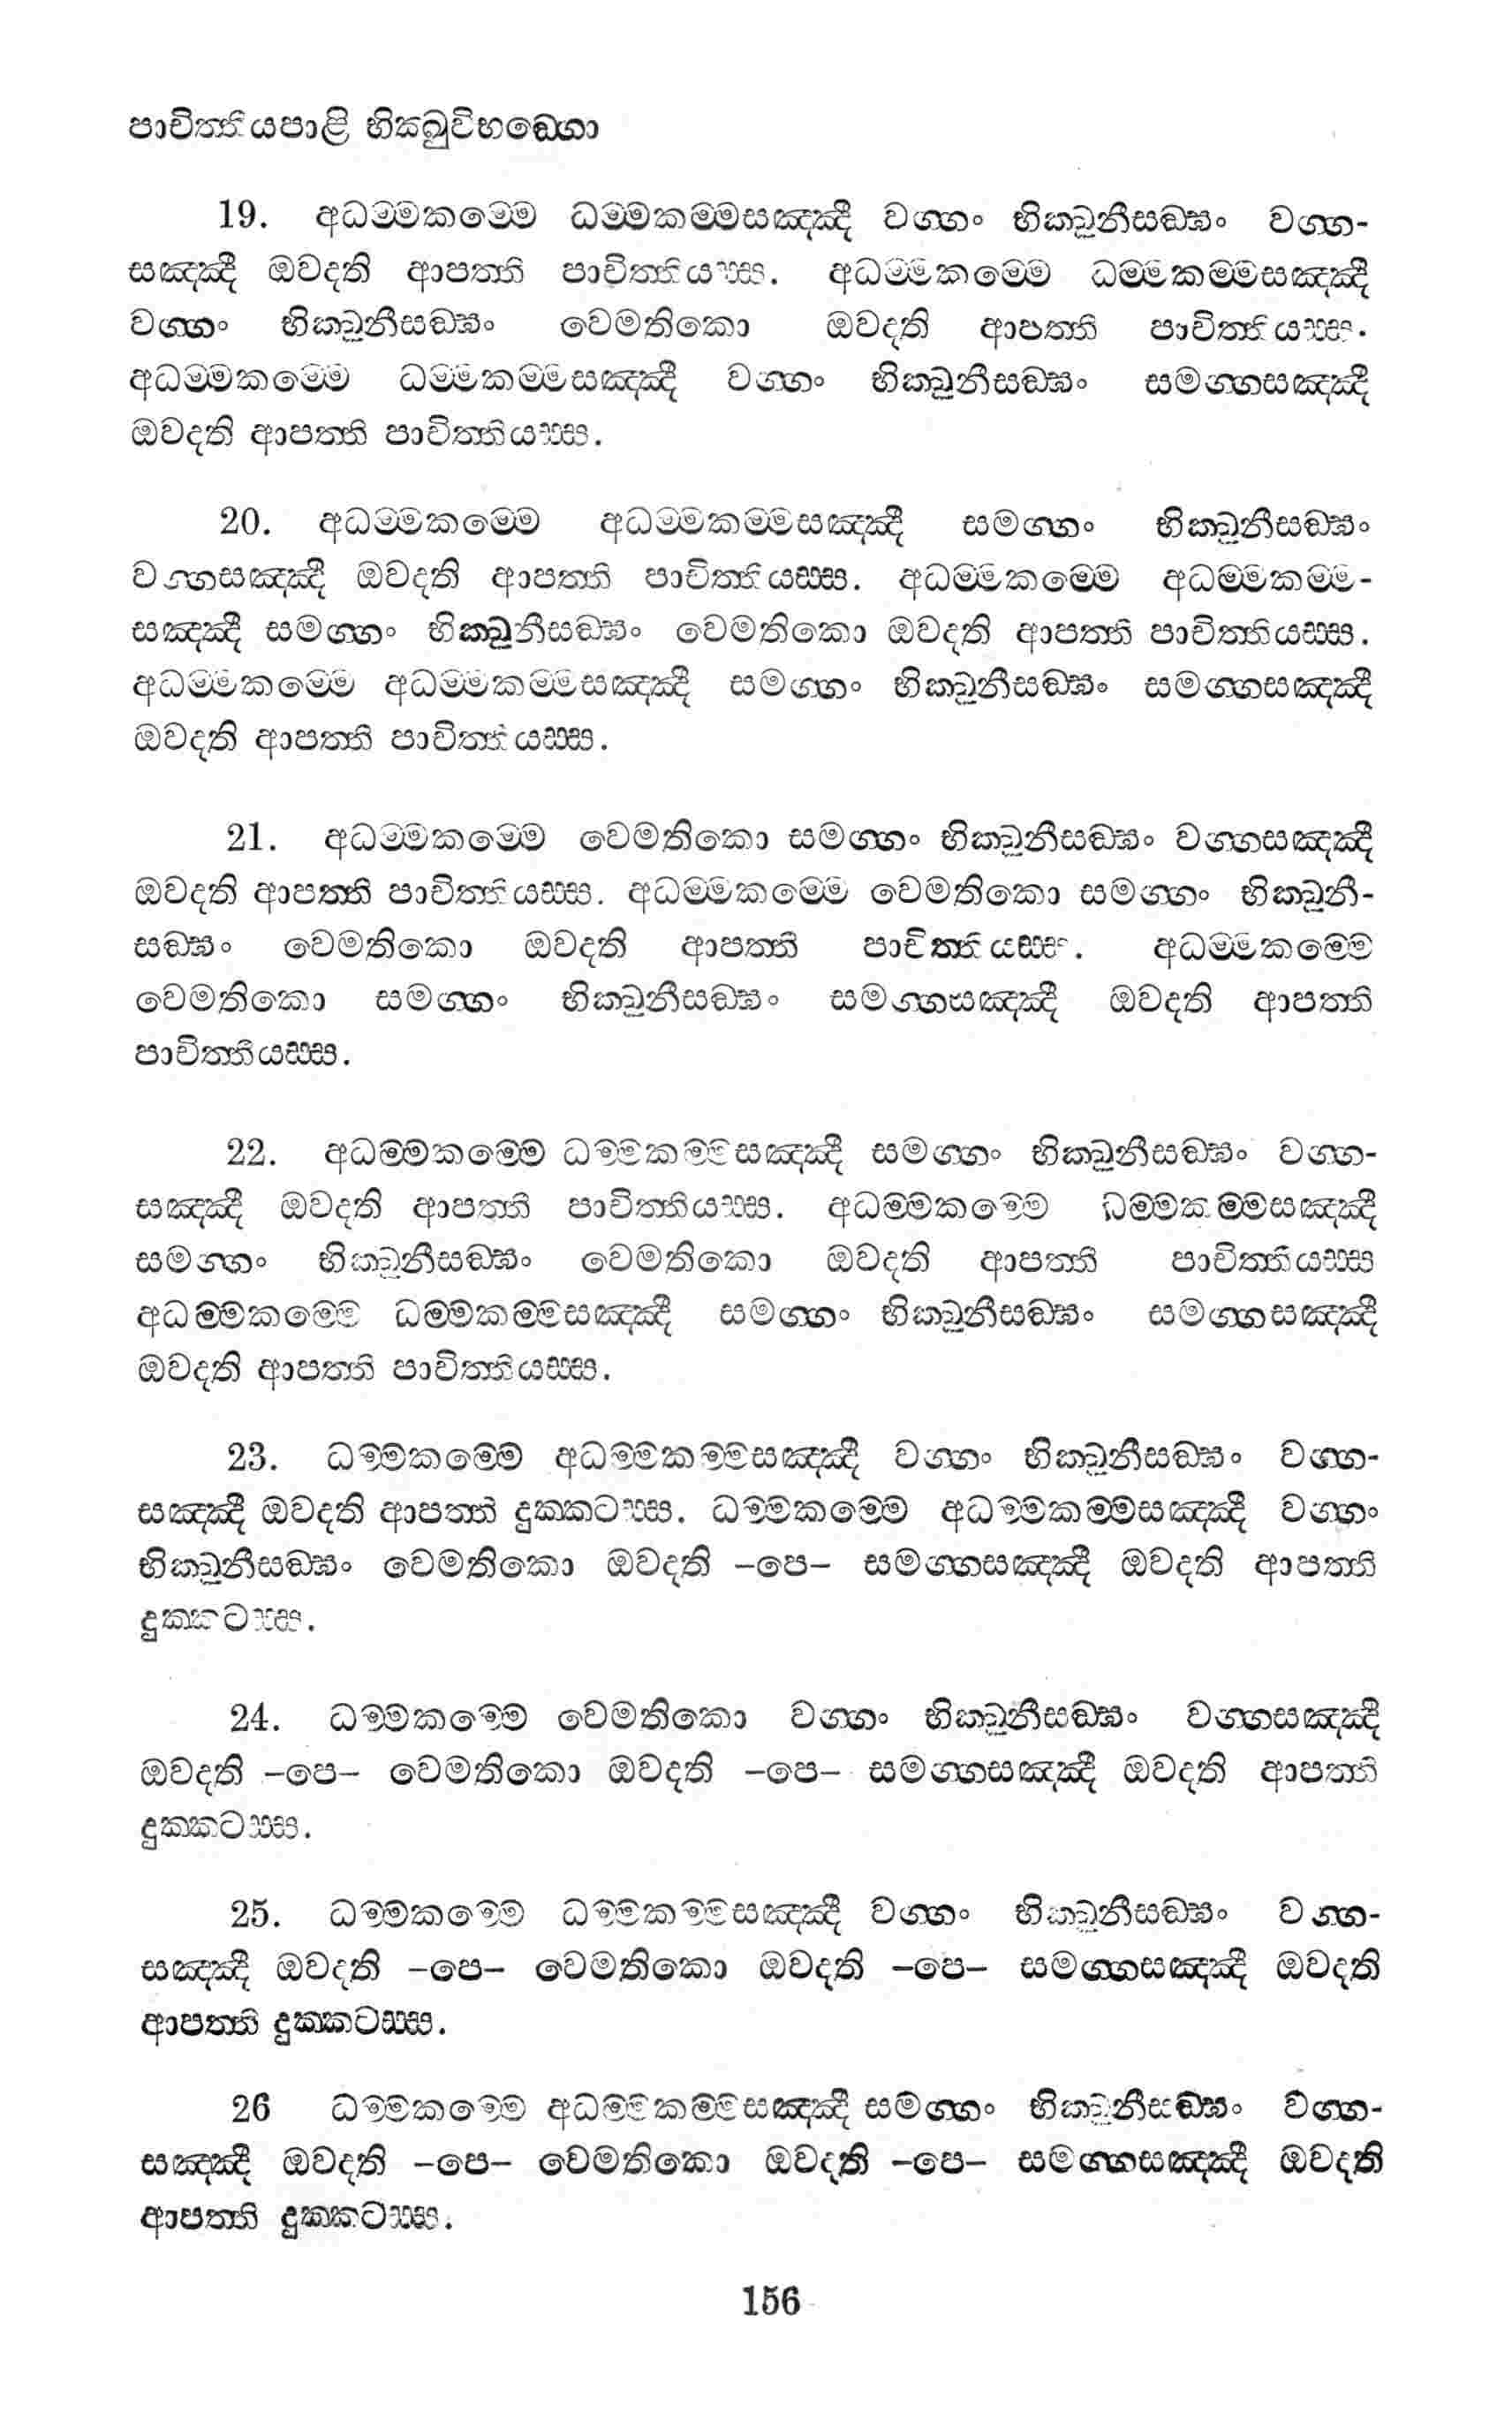 පාචිත්තියපාළි භික්ඛුවිභඞ්ගො
19. අධම්මකම්මෙ ධම්මකම්මසඤ්ඤී වග්ගං භික්ඛුනීසඞ්ඝං වග්ග-
සඤ්ඤී ඔවදති ආපත්ති පාචිත්තියස්ස. අධම්මකම්මෙ ධම්මකම්මසඤ්ඤී
වග්ගං භික්ඛුනීසඞ්ඝං වෙමතිකො ඔවදති ආපත්ති පාචිත්තියස්ස.
අධම්මකම්මෙ ධම්මකම්මසඤ්ඤී වග්ගං භික්ඛුනීසඞ්ඝං සමග්ගසඤ්ඤී
ඔවදති ආපත්ති පාචිත්තියස්ස.
20. අධම්මකම්මෙ අධම්මකම්මසඤ්ඤී සමග්ගං භික්ඛුනීසඞ්ඝං
වග්ගසඤ්ඤී ඔවදති ආපත්ති පාචිත්තියස්ස. අධම්මකම්මෙ අධම්මකම්ම-
සඤ්ඤී සමග්ගං භික්ඛුනීසඞ්ඝං වෙමතිකො ඔවදති ආපත්ති පාචිත්තියස්ස.
අධම්මකම්මෙ අධම්මකම්මසඤ්ඤී සමග්ගං භික්ඛුනීසඞ්ඝං සමග්ගසඤ්ඤී
ඔවදති ආපත්ති පාචිත්තියස්ස.
21. අධම්මකම්මෙ වෙමතිකො සමග්ගං භික්ඛුනීසඞ්ඝං වග්ගසඤ්ඤී
ඔවදති ආපත්ති පාචිත්තියස්ස. අධම්මකම්මෙ වෙමතිකො සමග්ගං භික්ඛුනී-
සඞ්ඝං වෙමතිකො ඔවදති ආපත්ති පාචිත්තියස්ස. අධම්මකම්මෙ
වෙමතිකො සමග්ගං භික්ඛුනීසඞ්ඝං සමග්ගසඤ්ඤී ඔවදති ආපත්ති
පාචිත්තියස්ස.
22. අධම්මකම්මෙ ධම්මකම්මසඤ්ඤී සමග්ගං භික්ඛුනීසඞ්ඝං වග්ග-
සඤ්ඤී ඔවදති ආපත්ති පාචිත්තියස්ස. අධම්මකම්මෙ ධම්මකම්මසඤ්ඤී
සමග්ගං භික්ඛුනීසඞ්ඝං වෙමතිකො ඔවදති ආපත්ති පාචිත්තියස්ස
අධම්මකම්මෙ ධම්මකම්මසඤ්ඤී සමග්ගං භික්ඛුනීසඞ්ඝං සමග්ගසඤ්ඤී
ඔවදති ආපත්ති පාචිත්තියස්ස.
23. ධම්මකම්මෙ අධම්මකම්මසඤ්ඤී වග්ගං භික්ඛුනීසඞ්ඝං වග්ග-
සඤ්ඤී ඔවදති ආපත්ති දුක්කටස්ස. ධම්මකම්මෙ අධම්මකම්මසඤ්ඤී වග්ගං
භික්ඛුනීසඞ්ඝං වෙමතිකො ඔවදති –පෙ– සමග්ගසඤ්ඤී ඔවදති ආපත්ති
දුක්කටස්ස.
24. ධම්මකම්මෙ වෙමතිකො වග්ගං භික්ඛුනීසඞ්ඝං වග්ගසඤ්ඤී
ඔවදති –පෙ– වෙමතිකො ඔවදති –පෙ– සමග්ගසඤ්ඤී ඔවදති ආපත්ති
දුක්කටස්ස.
25. ධම්මකම්මෙ ධම්මකම්මසඤ්ඤී වග්ගං භික්ඛුනීසඞ්ඝං වග්ග-
සඤ්ඤී ඔවදති –පෙ– වෙමතිකො ඔවදති –පෙ– සමග්ගසඤ්ඤී ඔවදති
ආපත්ති දුක්කටස්ස.
26 ධම්මකම්මෙ අධම්මකම්මසඤ්ඤී සමග්ගං භික්ඛුනීසඞ්ඝං වග්ග-
සඤ්ඤී ඔවදති –පෙ– වෙමතිකො ඔවදති –පෙ– සමග්ගසඤ්ඤී ඔවදති
ආපත්ති දුක්කටස්ස.
156